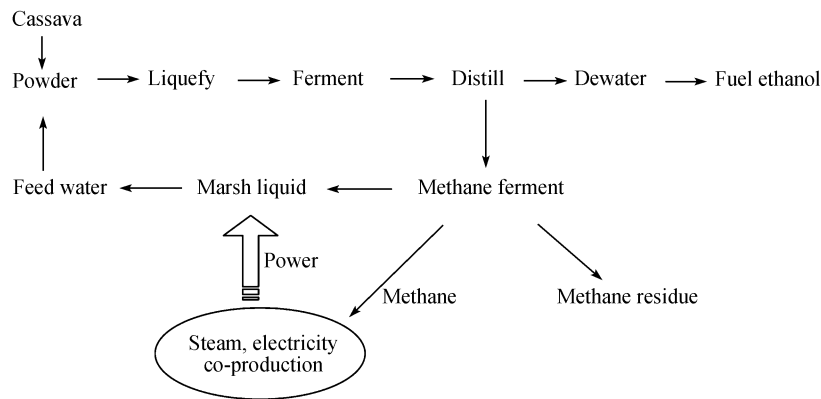 Cassava
Powder
Liquefy
Ferment
Distill
Dewater
Fuel ethanol
Feed water
Marsh liquid
Methane ferment
Power
Methane
Methane residue
Steam, electricity
co-production